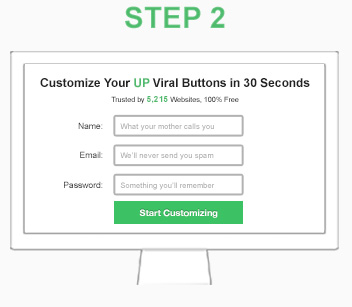 STEP 2
Customize Your UP Viral Buttons in 30 Seconds
Trusted by 5,215 Websites, 100% Free
Name: What your mother calls you
Email: We'll never send you spam
Password: Something you'll remember
Start Customizing